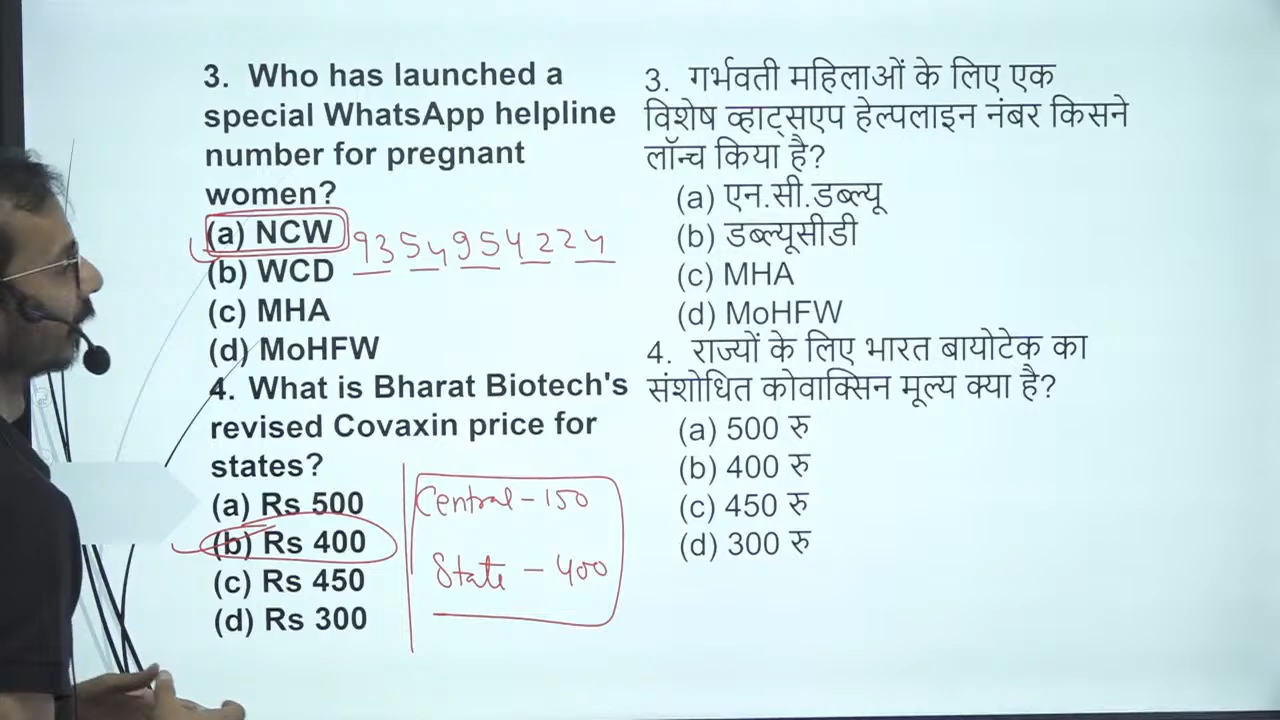 3. Who has launched a
special WhatsApp helpline
number for pregnant
women?
(a) NCW 9354954224
(b) WCD
(c) MHA
(d) MoHFW
4. What is Bharat Biotech's
revised Covaxin price for
states?
(a) Rs 500
(b) Rs 400
(c) Rs 450
(d) Rs 300
Central - 150
State - 400
3. गर्भवती महिलाओं के लिए एक
विशेष व्हाट्सएप हेल्पलाइन नंबर किसने
लॉन्च किया है?
(a) एन.सी.डब्ल्यू
(b) डब्ल्यूसीडी
(c) MHA
(d) MoHFW
4. राज्यों के लिए भारत बायोटेक का
संशोधित कोवाक्सिन मूल्य क्या है?
(a) 500 रु
(b) 400 रु
(c) 450 रु
(d) 300 रु